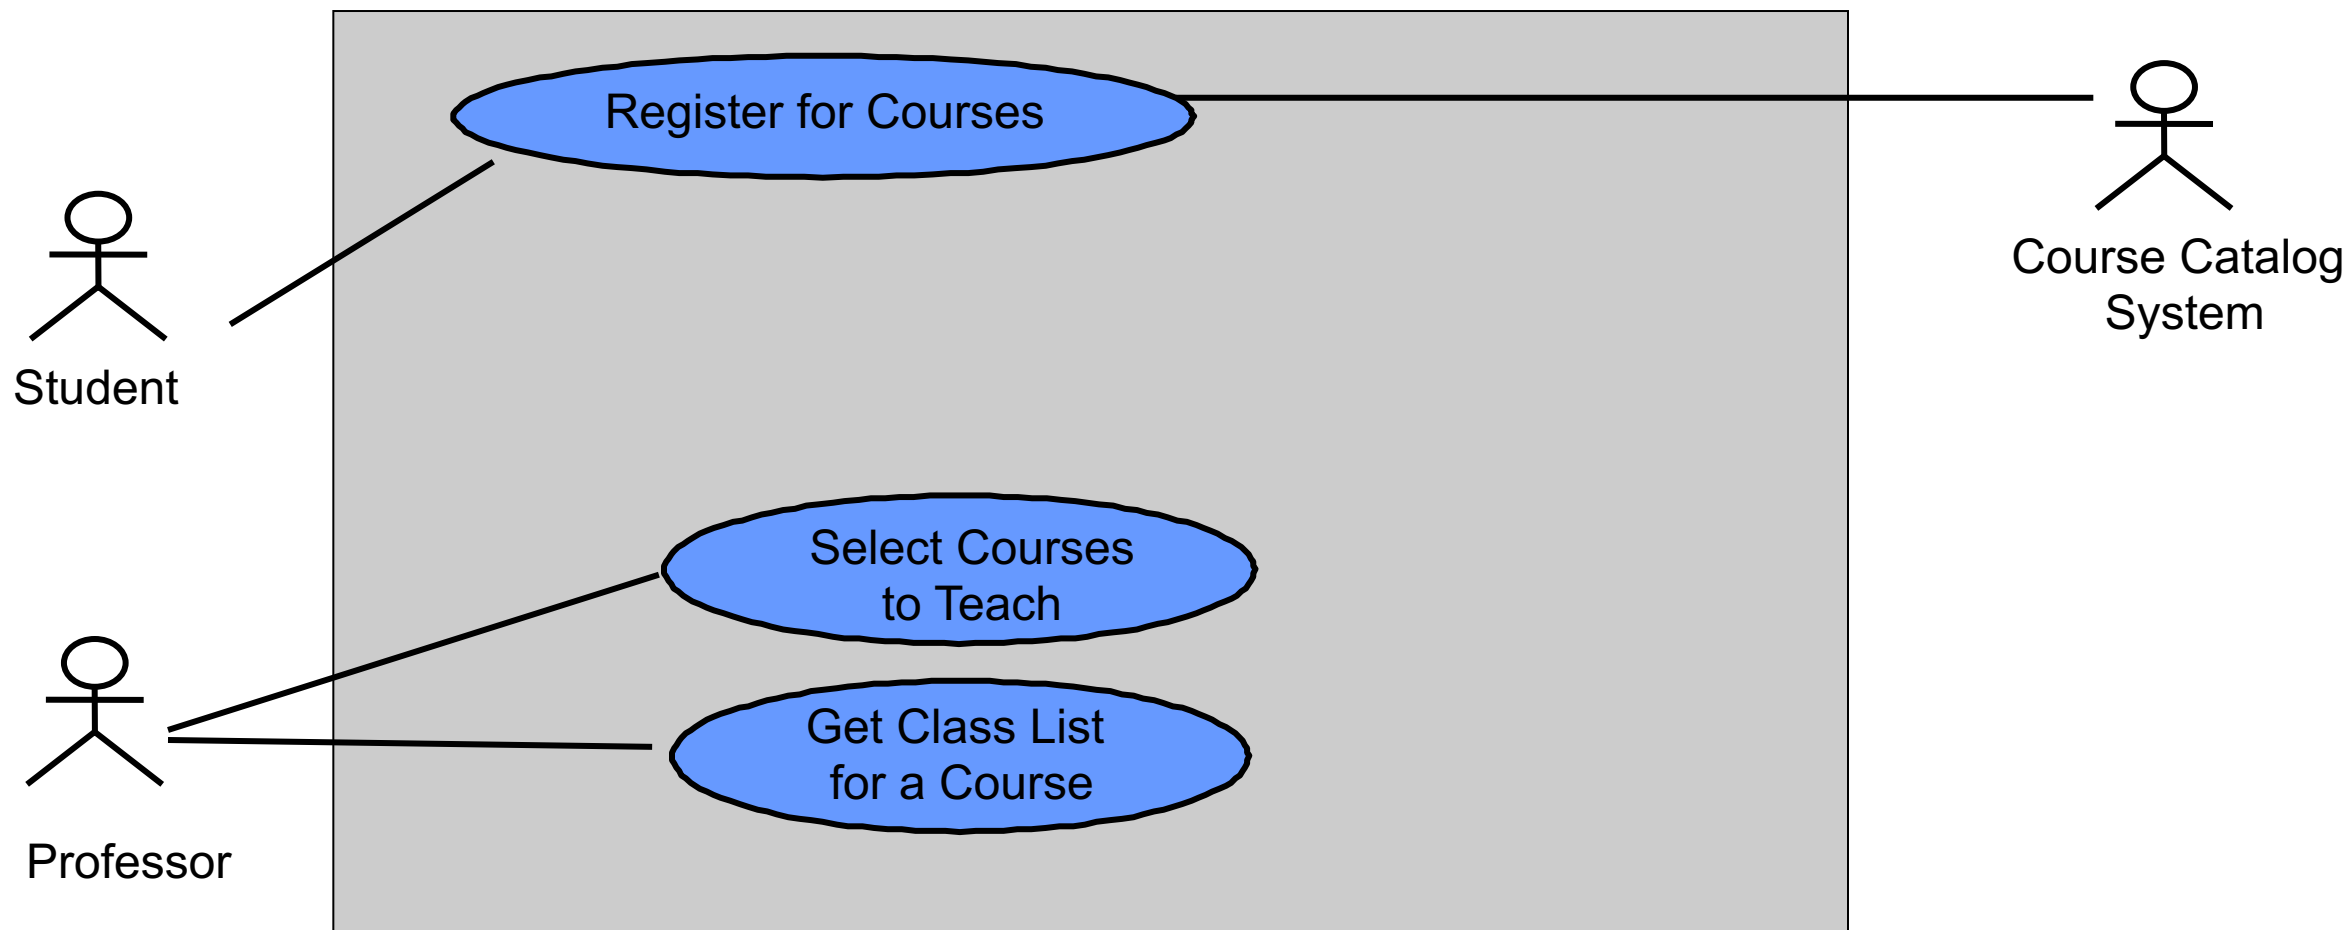 Register for Courses
Course Catalog
System
Student
Select Courses
to Teach
Get Class List
for a Course
Professor